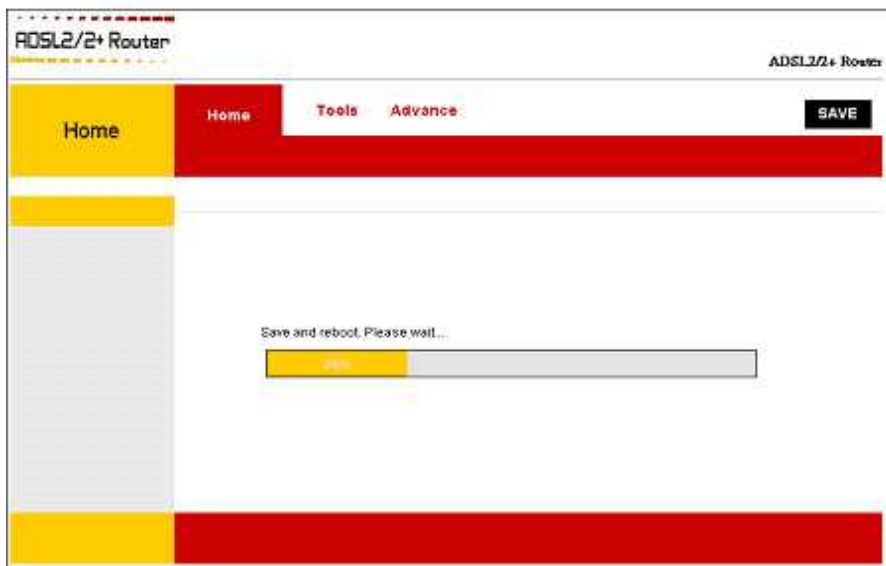 ADSL2/2+ Router
ADSL2/2+ Router
Home
Home Tools Advance SAVE
Save and reboot. Please wait...